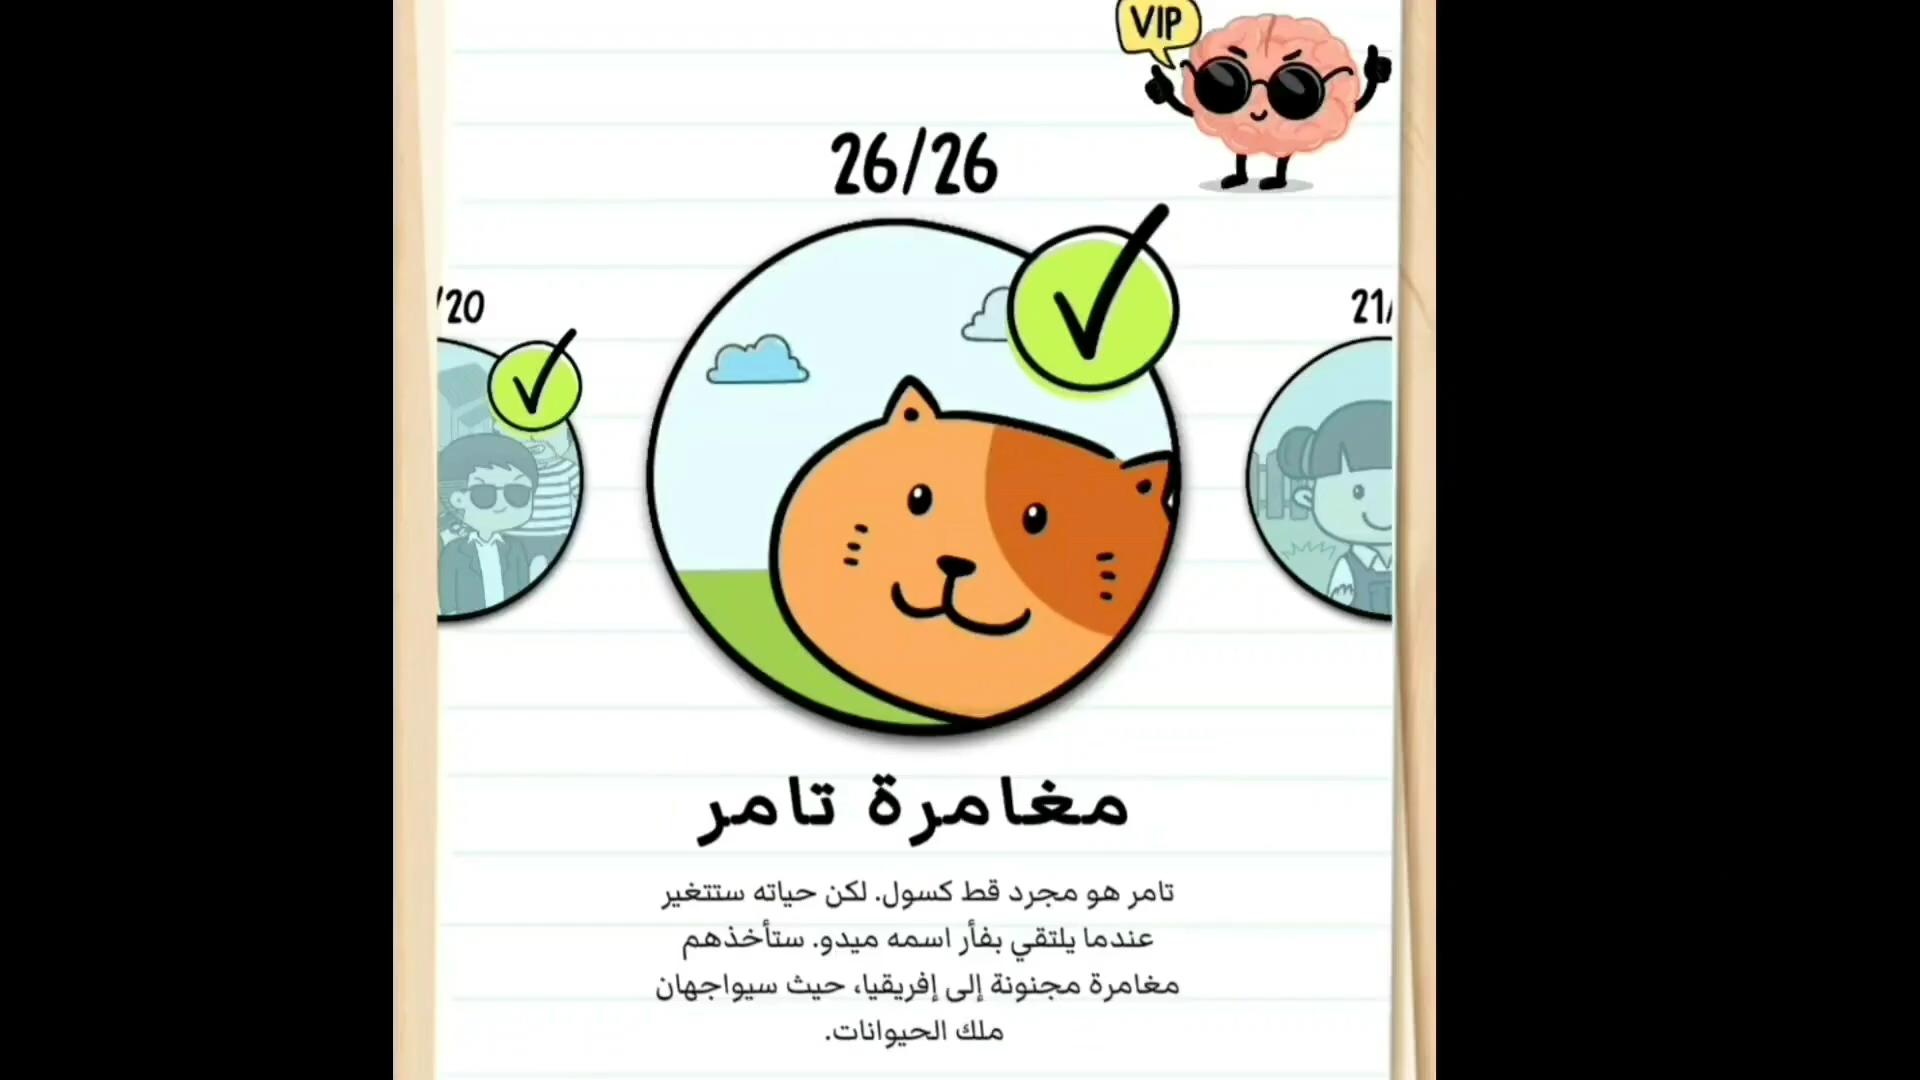 VIP
26/26
/20
21/
مغامرة تامر
تامر هو مجرد قط كسول. لكن حياته ستتغير
عندما يلتقي بفأر اسمه ميدو. ستأخذهم
مغامرة مجنونة إلى إفريقيا، حيث سيواجهان
ملك الحيوانات.